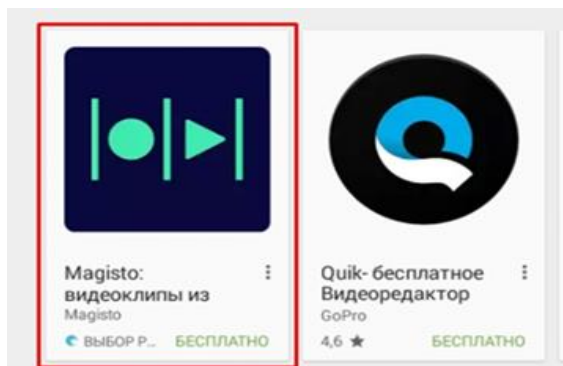 Magisto:
видеоклипы из
Magisto
ВЫБОР Р... БЕСПЛАТНО
Quik- бесплатное
Видеоредактор
GoPro
4,6 ★ БЕСПЛАТНО